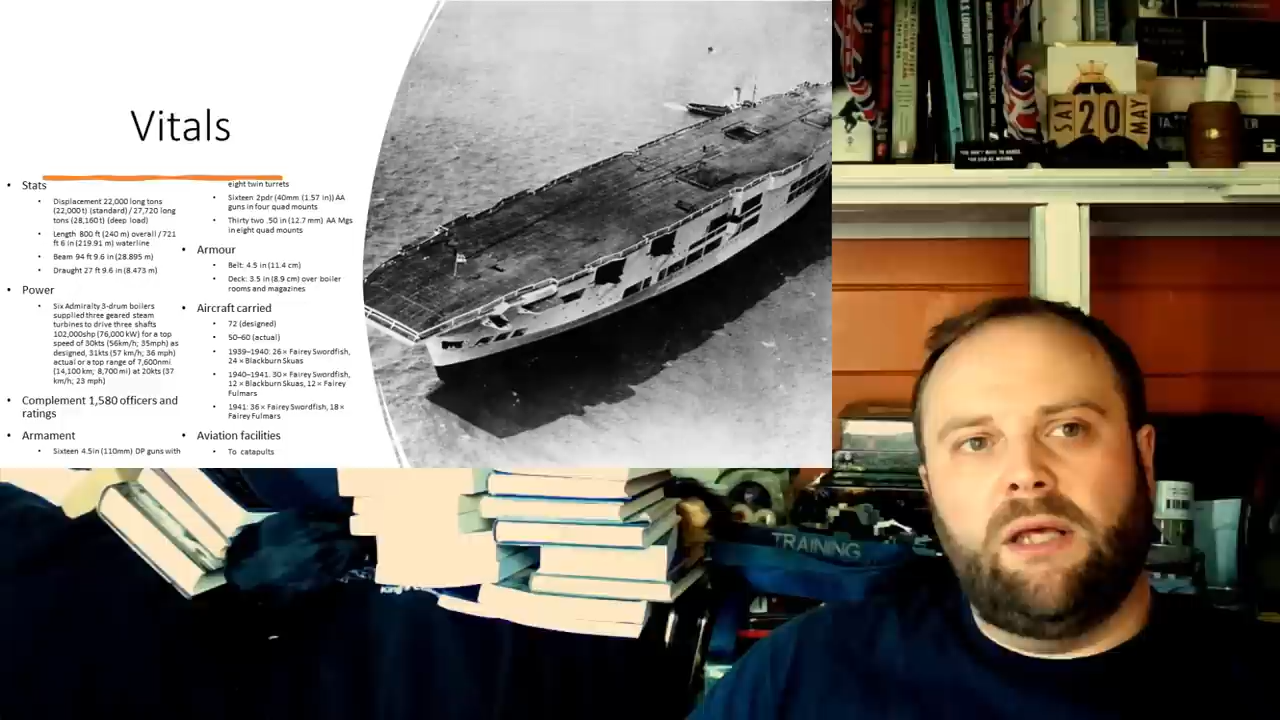 Vitals
• Stats
• Displacement 22,000 long tons
(22,000 t) (standard) / 27,720 long
tons (28,160 t) (deep load)
• Length 800 ft (240 m) overall / 721
ft 6 in (219.91 m) waterline
• Beam 94 ft 9.6 in (28.895 m)
• Draught 27 ft 9.6 in (8.473 m)
• Power
• Six Admiralty 3-drum boilers
supplied three geared steam
turbines to drive three shafts
102,000shp (76,000 kW) for a top
speed of 30kts (56km/h; 35mph) as
designed, 31kts (57 km/h; 36 mph)
actual or a top range of 7,600nmi
(14,100 km; 8,700 mi) at 20kts (37
km/h; 23 mph)
• Complement 1,580 officers and
ratings
• Armament
• Sixteen 4.5in (110mm) DP guns with
eight twin turrets
• Sixteen 2pdr (40mm (1.57 in)) AA
guns in four quad mounts
• Thirty two .50 in (12.7 mm) AA Mgs
in eight quad mounts
• Armour
• Belt: 4.5 in (11.4 cm)
• Deck: 3.5 in (8.9 cm) over boiler
rooms and magazines
• Aircraft carried
• 72 (designed)
• 50–60 (actual)
• 1939–1940: 26 × Fairey Swordfish,
24 × Blackburn Skuas
• 1940–1941. 30 × Fairey Swordfish,
12 × Blackburn Skuas, 12 × Fairey
Fulmars
• 1941: 36 × Fairey Swordfish, 18 ×
Fairey Fulmars
• Aviation facilities
• To catapults
SAT 20 MAY
TRAINING